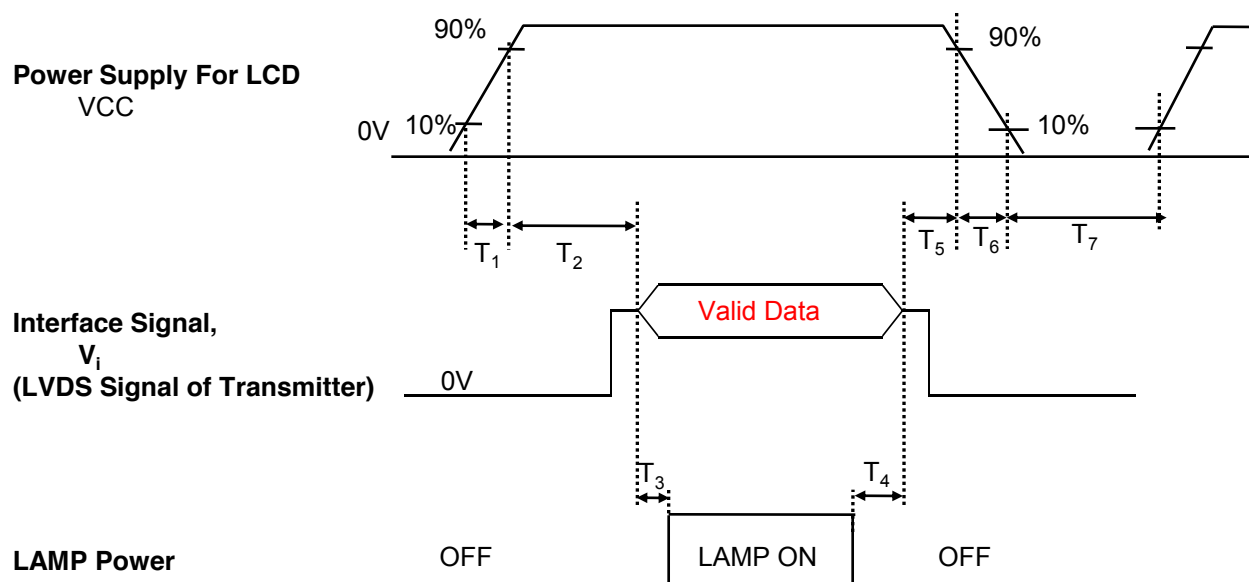 90%
90%
Power Supply For LCD
VCC
0V
10%
10%
T₁
T₂
T₅
T₆
T₇
Valid Data
Interface Signal,
Vᵢ
(LVDS Signal of Transmitter)
0V
T₃
T₄
LAMP Power
OFF
LAMP ON
OFF